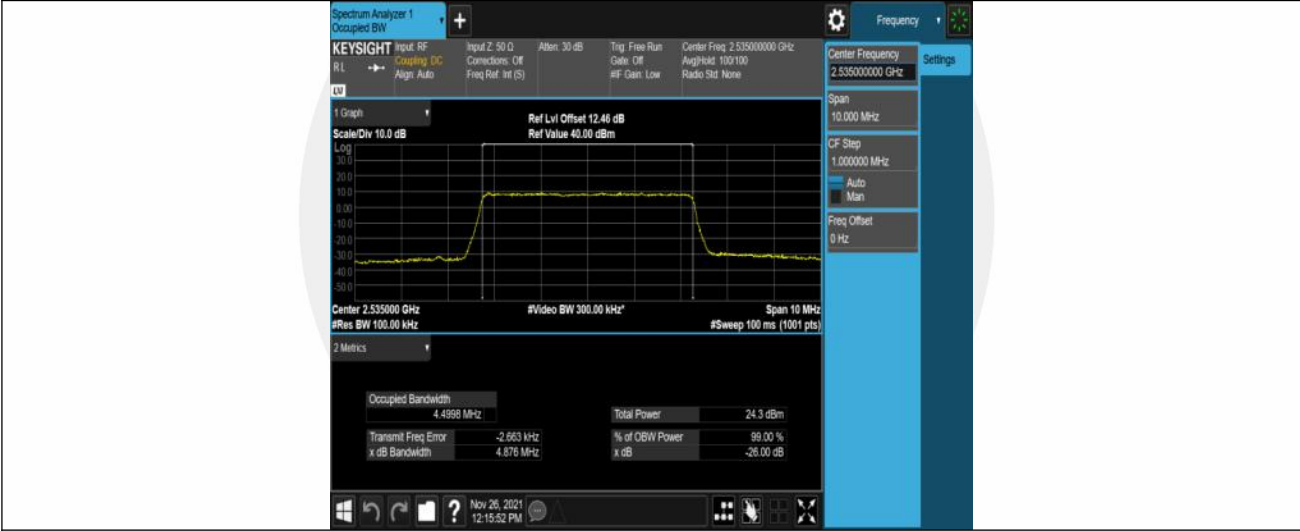 Spectrum Analyzer 1
Occupied BW
+
Frequency
KEYSIGHT
RL
LV
Input: RF
Coupling: DC
Align: Auto
Input Z: 50 Ω
Corrections: Off
Freq Ref: Int (S)
Atten: 30 dB
Trig: Free Run
Gate: Off
#IF Gain: Low
Center Freq: 2.535000000 GHz
Avg|Hold: 100/100
Radio Std: None
Center Frequency
2.535000000 GHz
Settings
Span
10.000 MHz
CF Step
1.000000 MHz
Auto
Man
Freq Offset
0 Hz
1 Graph
Scale/Div 10.0 dB
Ref Lvl Offset 12.46 dB
Ref Value 40.00 dBm
Log
30.0
20.0
10.0
0.00
-10.0
-20.0
-30.0
-40.0
-50.0
Center 2.535000 GHz
#Res BW 100.00 kHz
#Video BW 300.00 kHz*
Span 10 MHz
#Sweep 100 ms (1001 pts)
2 Metrics
Occupied Bandwidth
4.4998 MHz
Total Power 24.3 dBm
Transmit Freq Error -2.663 kHz
% of OBW Power 99.00 %
x dB Bandwidth 4.876 MHz
x dB -26.00 dB
?
Nov 26, 2021
12:15:52 PM